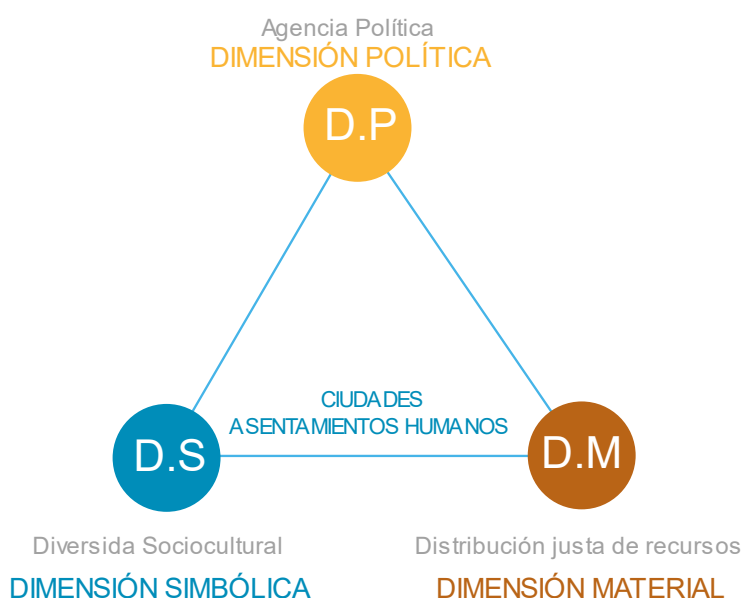 Agencia Política
DIMENSIÓN POLÍTICA
D.P
CIUDADES
ASENTAMIENTOS HUMANOS
D.S
D.M
Diversida Sociocultural
Distribución justa de recursos
DIMENSIÓN SIMBÓLICA
DIMENSIÓN MATERIAL